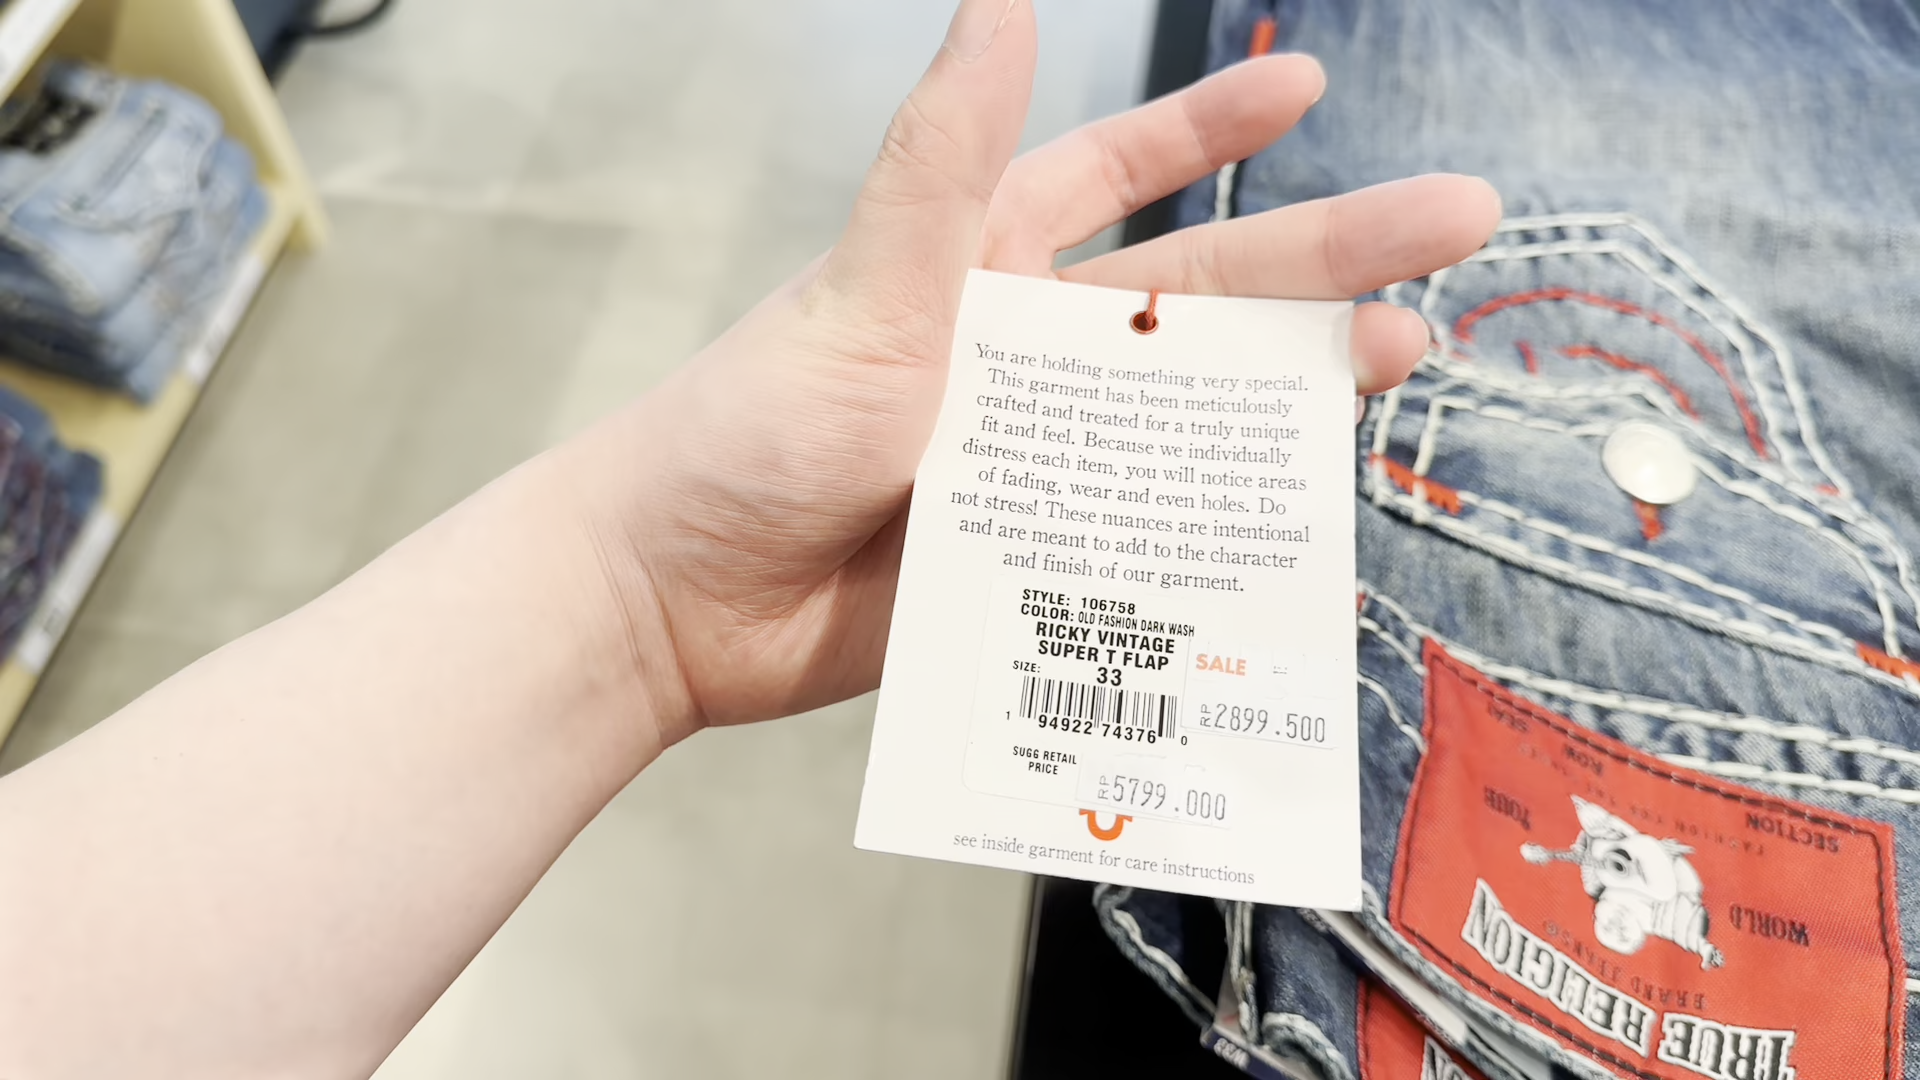 You are holding something very special.
This garment has been meticulously
crafted and treated for a truly unique
fit and feel. Because we individually
distress each item, you will notice areas
of fading, wear and even holes. Do
not stress! These nuances are intentional
and are meant to add to the character
and finish of our garment.
STYLE: 106758
COLOR: OLD FASHION DARK WASH
RICKY VINTAGE
SUPER T FLAP
SIZE:
33
1 94922 74376 0
SALE
RP 2899.500
SUGG RETAIL
PRICE
RP 5799.000
see inside garment for care instructions
TRUE RELIGION
BRAND JEANS®
WORLD
TOUR
SECTION
ROW
SEAT
W33